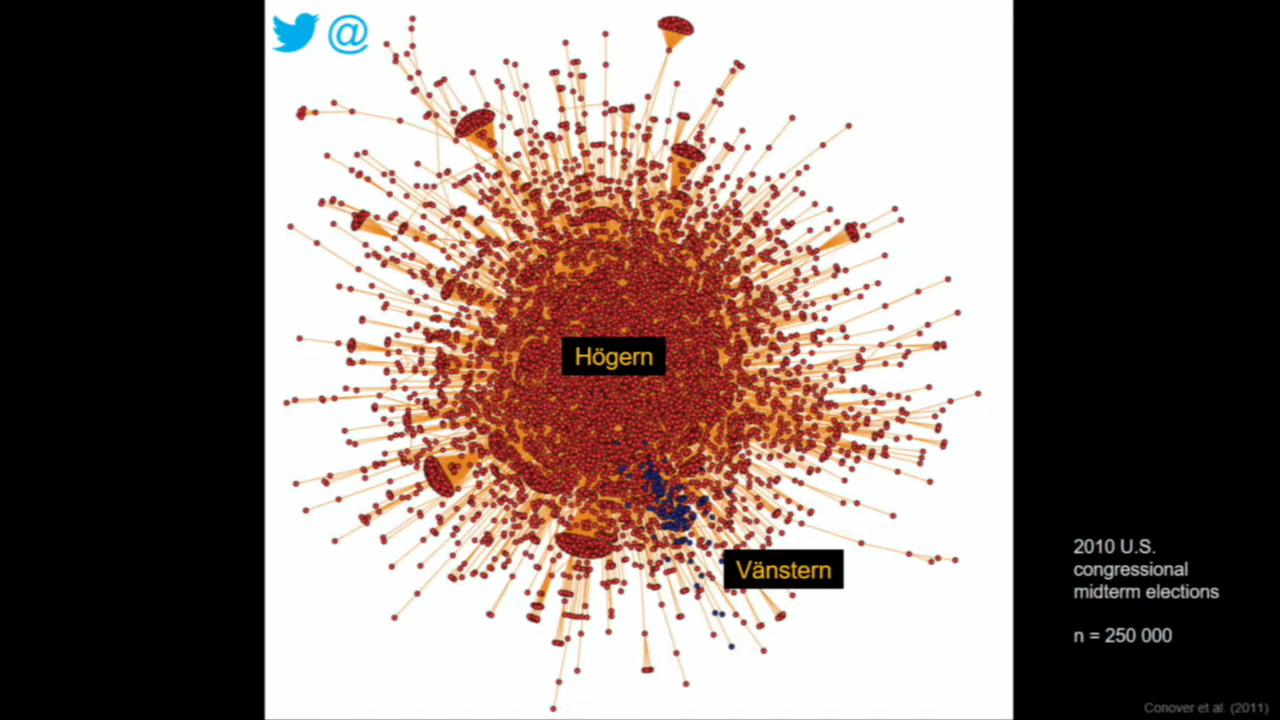 @
Högern
Vänstern
2010 U.S.
congressional
midterm elections
n = 250 000
Conover et al. (2011)